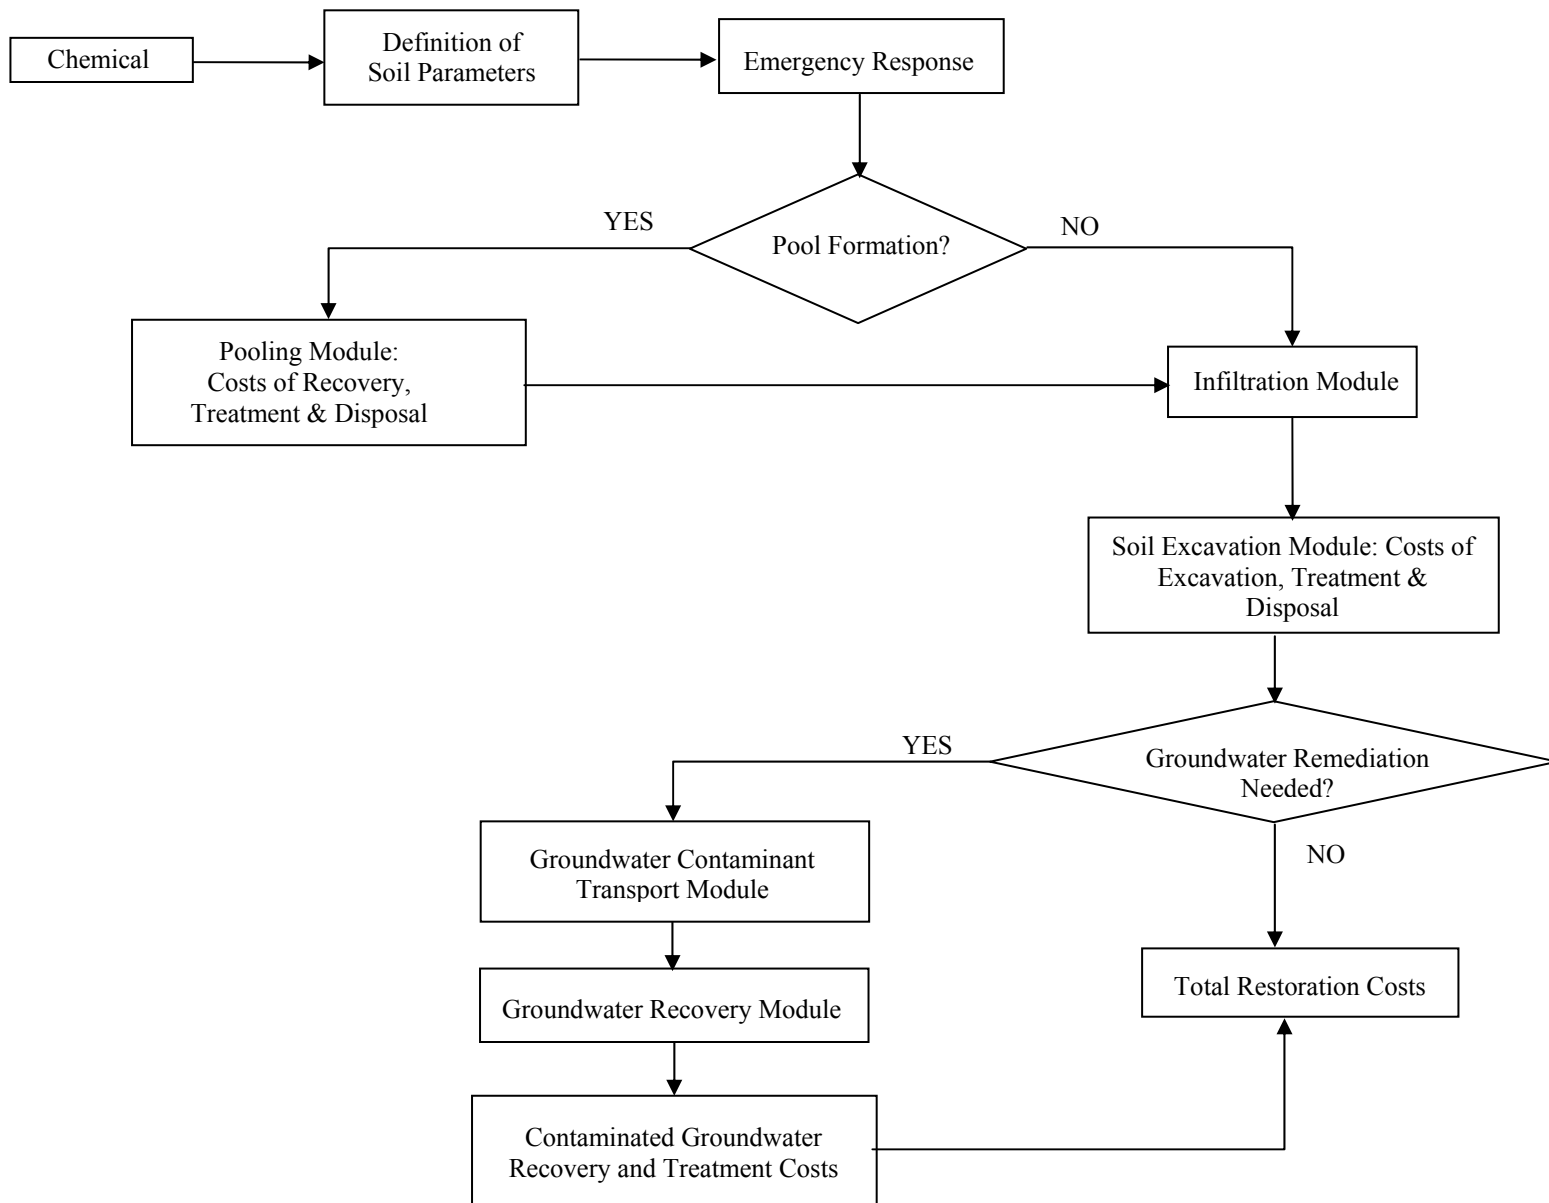 Chemical
Definition of
Soil Parameters
Emergency Response
YES
NO
Pool Formation?
Pooling Module:
Costs of Recovery,
Treatment & Disposal
Infiltration Module
Soil Excavation Module: Costs of
Excavation, Treatment &
Disposal
YES
Groundwater Remediation
Needed?
NO
Groundwater Contaminant
Transport Module
Groundwater Recovery Module
Total Restoration Costs
Contaminated Groundwater
Recovery and Treatment Costs